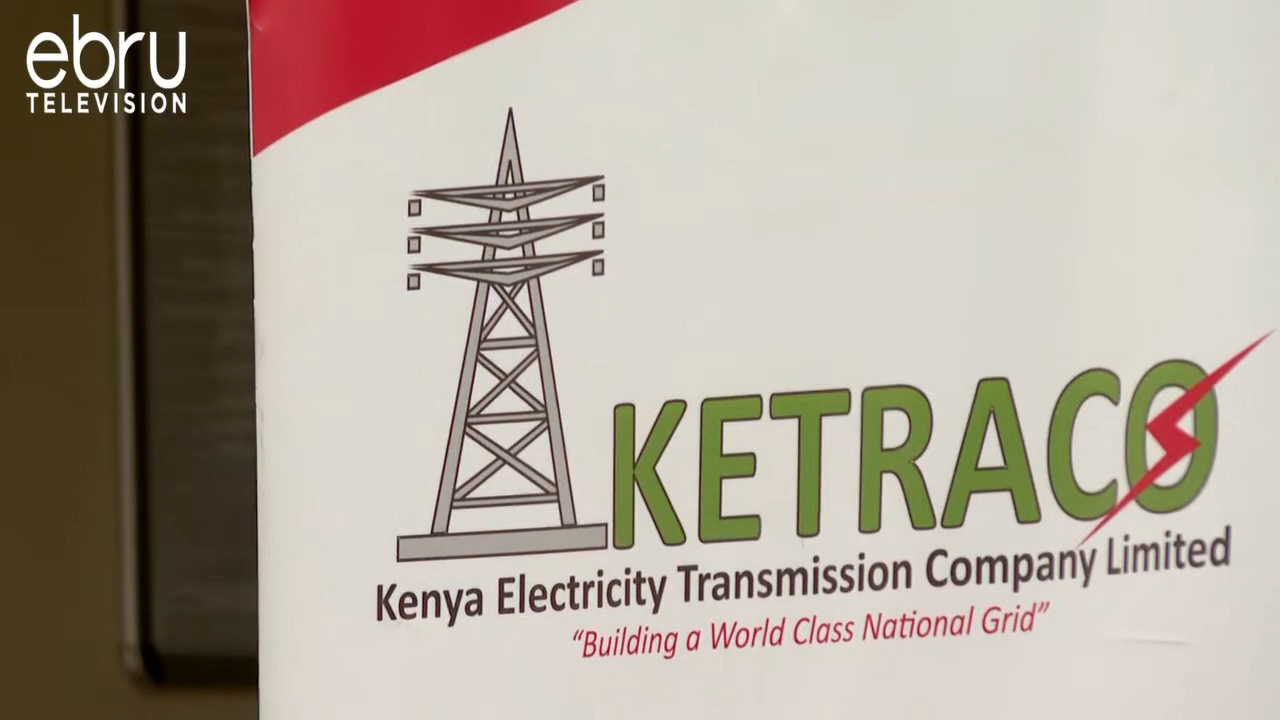 ebru
TELEVISION
KETRACO
Kenya Electricity Transmission Company Limited
“Building a World Class National Grid”